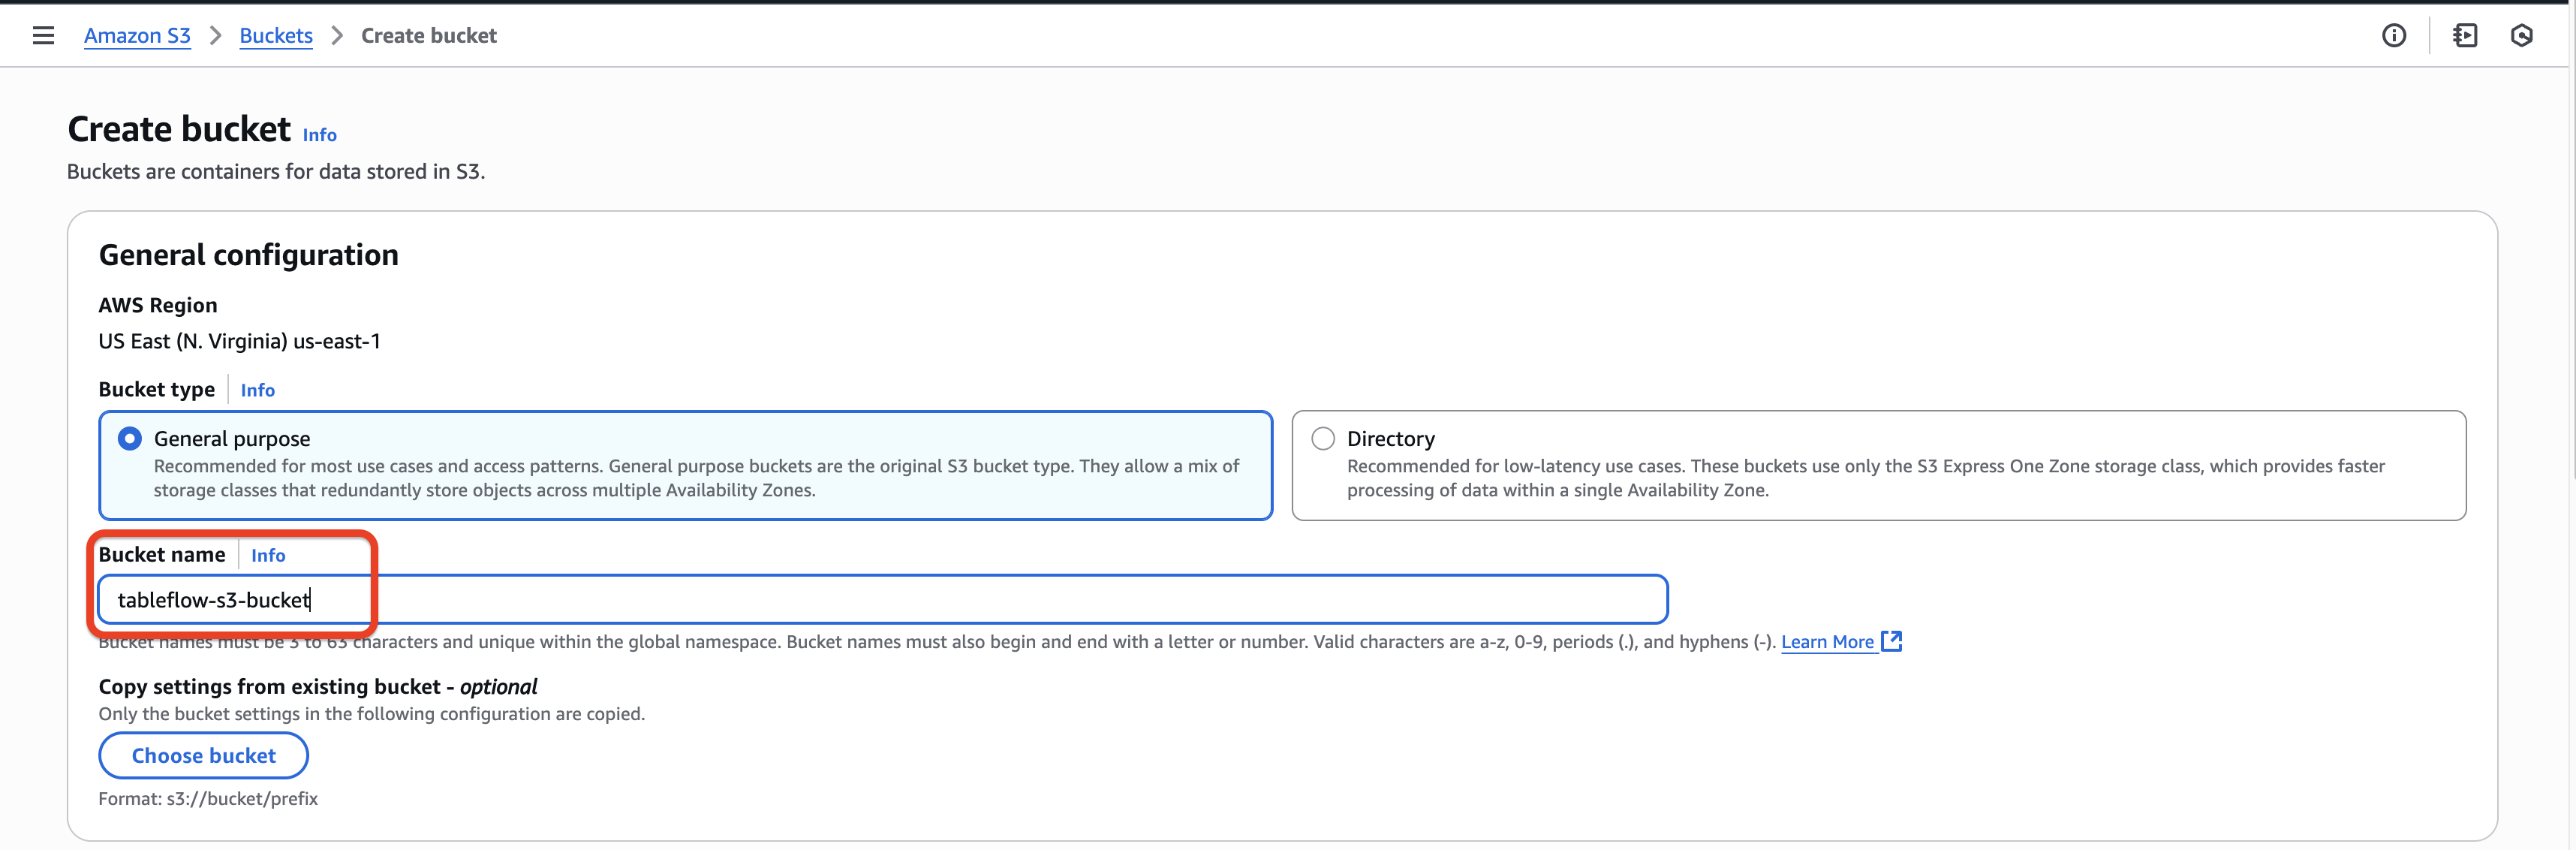 Amazon S3 > Buckets > Create bucket
Create bucket Info
Buckets are containers for data stored in S3.
General configuration
AWS Region
US East (N. Virginia) us-east-1
Bucket type Info
General purpose
Recommended for most use cases and access patterns. General purpose buckets are the original S3 bucket type. They allow a mix of
storage classes that redundantly store objects across multiple Availability Zones.
Directory
Recommended for low-latency use cases. These buckets use only the S3 Express One Zone storage class, which provides faster
processing of data within a single Availability Zone.
Bucket name Info
tableflow-s3-bucket
Bucket names must be 3 to 63 characters and unique within the global namespace. Bucket names must also begin and end with a letter or number. Valid characters are a-z, 0-9, periods (.), and hyphens (-). Learn More
Copy settings from existing bucket - optional
Only the bucket settings in the following configuration are copied.
Choose bucket
Format: s3://bucket/prefix